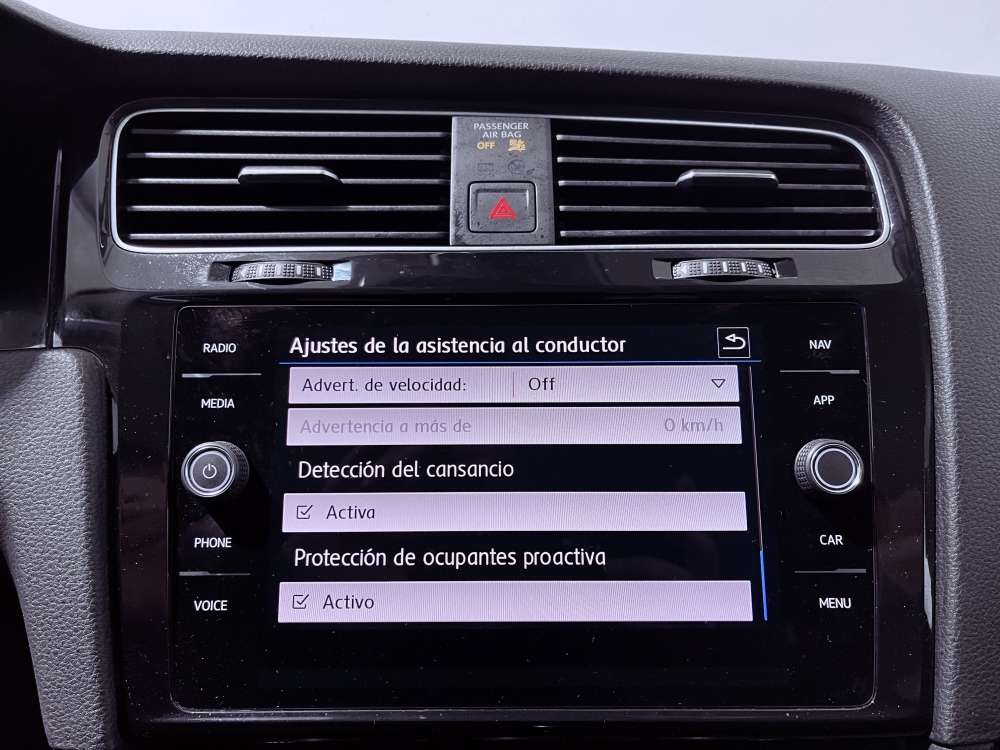 PASSENGER
AIR BAG
OFF
RADIO
MEDIA
PHONE
VOICE
Ajustes de la asistencia al conductor
Advert. de velocidad: Off
Advertencia a más de 0 km/h
Detección del cansancio
Activa
Protección de ocupantes proactiva
Activo
NAV
APP
CAR
MENU